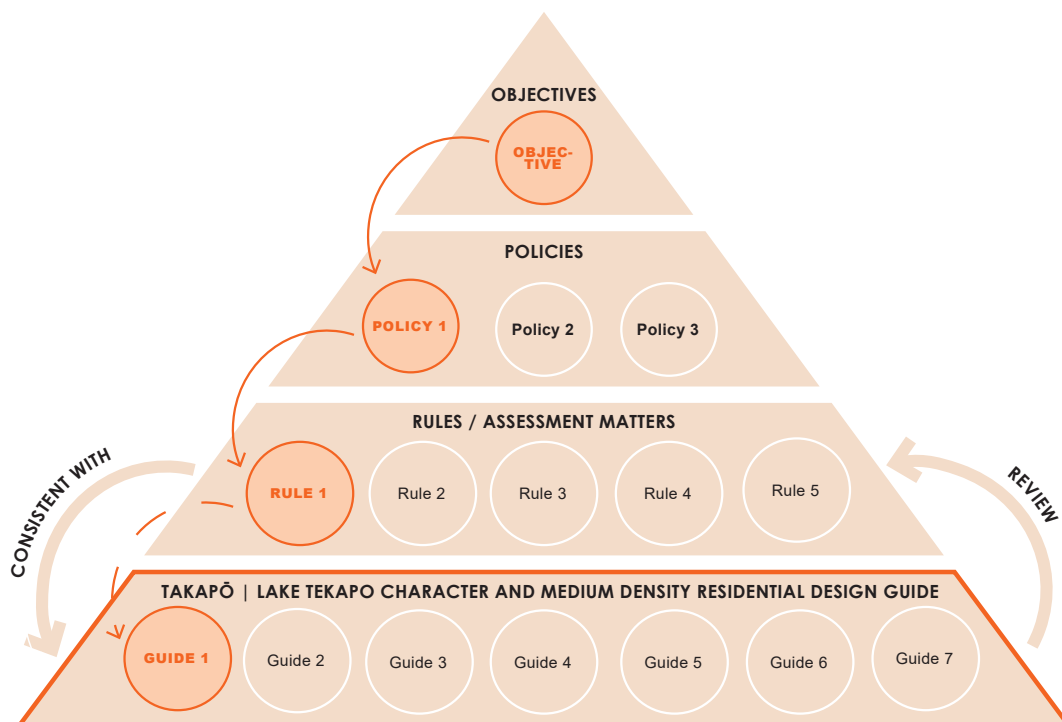 OBJECTIVES
OBJEC-
TIVE
POLICIES
POLICY 1
Policy 2
Policy 3
RULES / ASSESSMENT MATTERS
RULE 1
Rule 2
Rule 3
Rule 4
Rule 5
CONSISTENT WITH
REVIEW
TAKAPŌ | LAKE TEKAPO CHARACTER AND MEDIUM DENSITY RESIDENTIAL DESIGN GUIDE
GUIDE 1
Guide 2
Guide 3
Guide 4
Guide 5
Guide 6
Guide 7